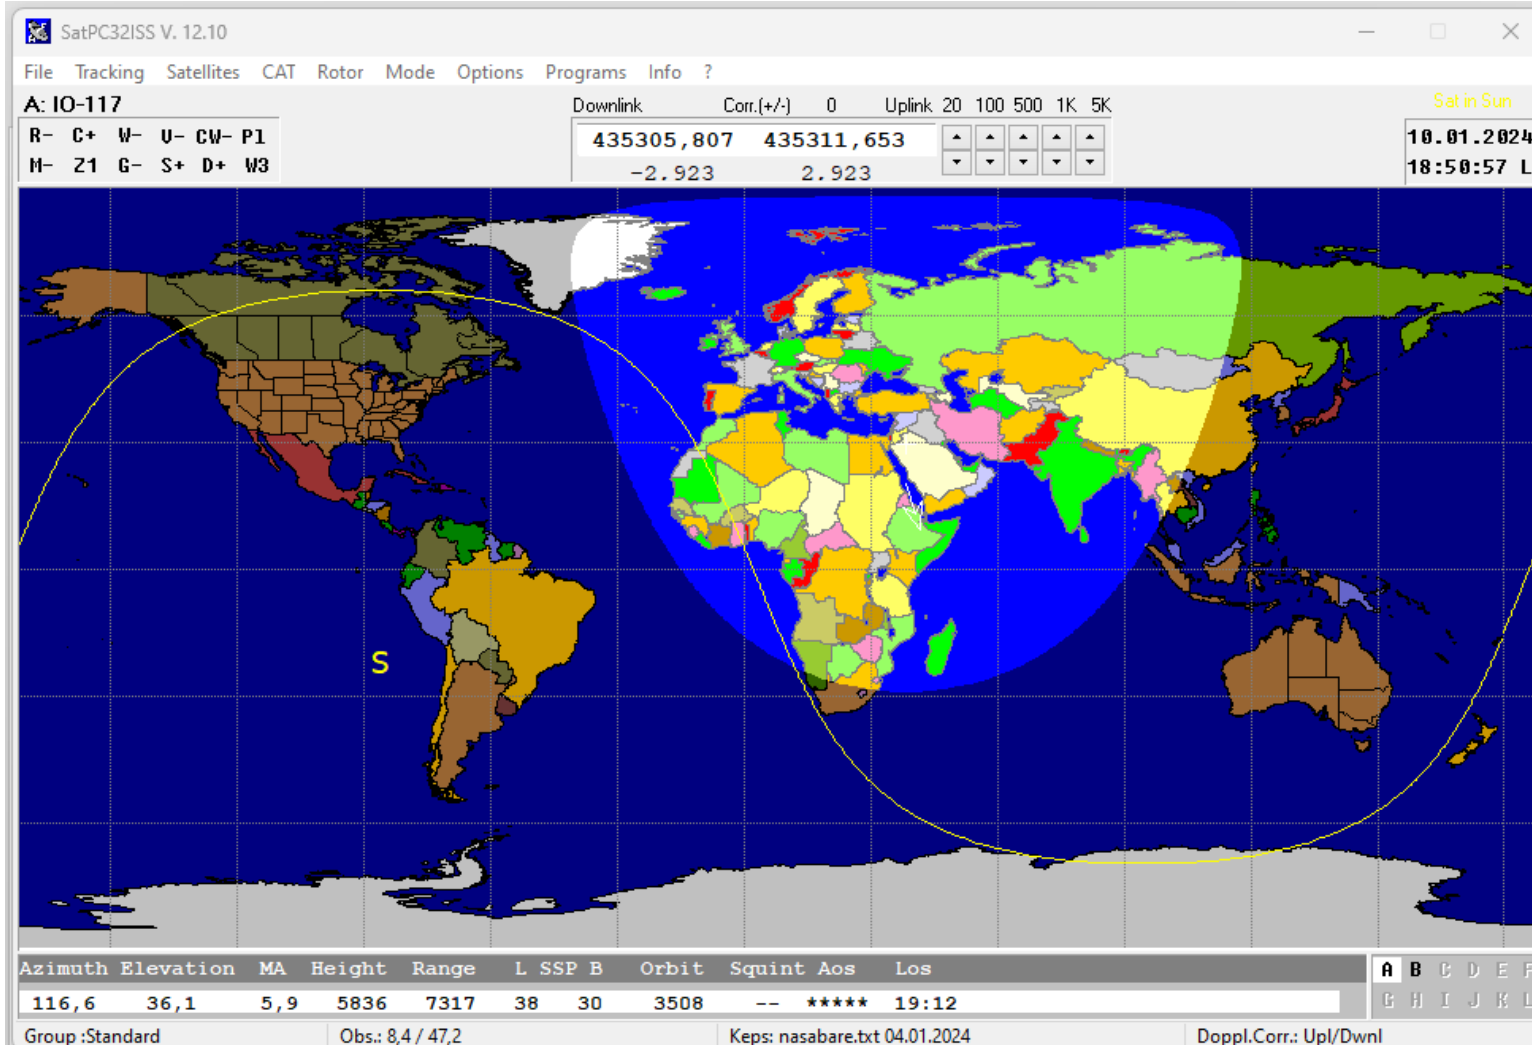 SatPC32ISS V. 12.10
File Tracking Satellites CAT Rotor Mode Options Programs Info ?
A: IO-117
Downlink Corr.(+/-) 0 Uplink 20 100 500 1K 5K
Sat in Sun
R- C+ W- V- CW- P1
M- Z1 G- S+ D+ W3
435305,807 435311,653
-2.923 2.923
10.01.2024
18:50:57 L
S
Azimuth Elevation MA Height Range L SSP B Orbit Squint Aos Los
116,6 36,1 5,9 5836 7317 38 30 3508 -- ***** 19:12
A B C D E F
G H I J K L
Group :Standard Obs.: 8,4 / 47,2 Keps: nasabare.txt 04.01.2024 Doppl.Corr.: Upl/Dwnl